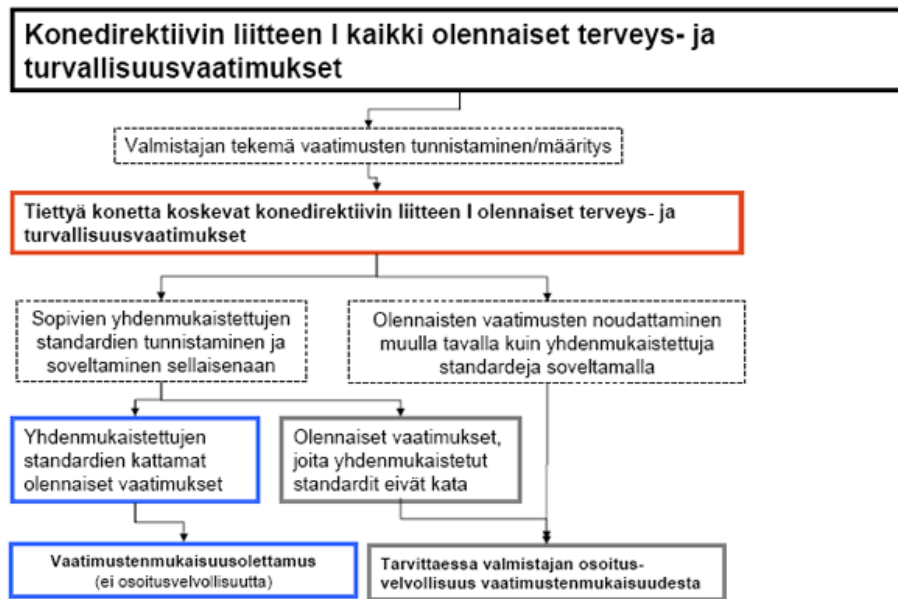 Konedirektiivin liitteen I kaikki olennaiset terveys- ja
turvallisuusvaatimukset
Valmistajan tekemä vaatimusten tunnistaminen/määritys
Tiettyä konetta koskevat konedirektiivin liitteen I olennaiset terveys- ja
turvallisuusvaatimukset
Sopivien yhdenmukaistettujen
standardien tunnistaminen ja
soveltaminen sellaisenaan
Olennaisten vaatimusten noudattaminen
muulla tavalla kuin yhdenmukaistettuja
standardeja soveltamalla
Yhdenmukaistettujen
standardien kattamat
olennaiset vaatimukset
Olennaiset vaatimukset,
joita yhdenmukaistetut
standardit eivät kata
Vaatimustenmukaisuusolettamus
(ei osoitusvelvollisuutta)
Tarvittaessa valmistajan osoitus-
velvollisuus vaatimustenmukaisuudesta